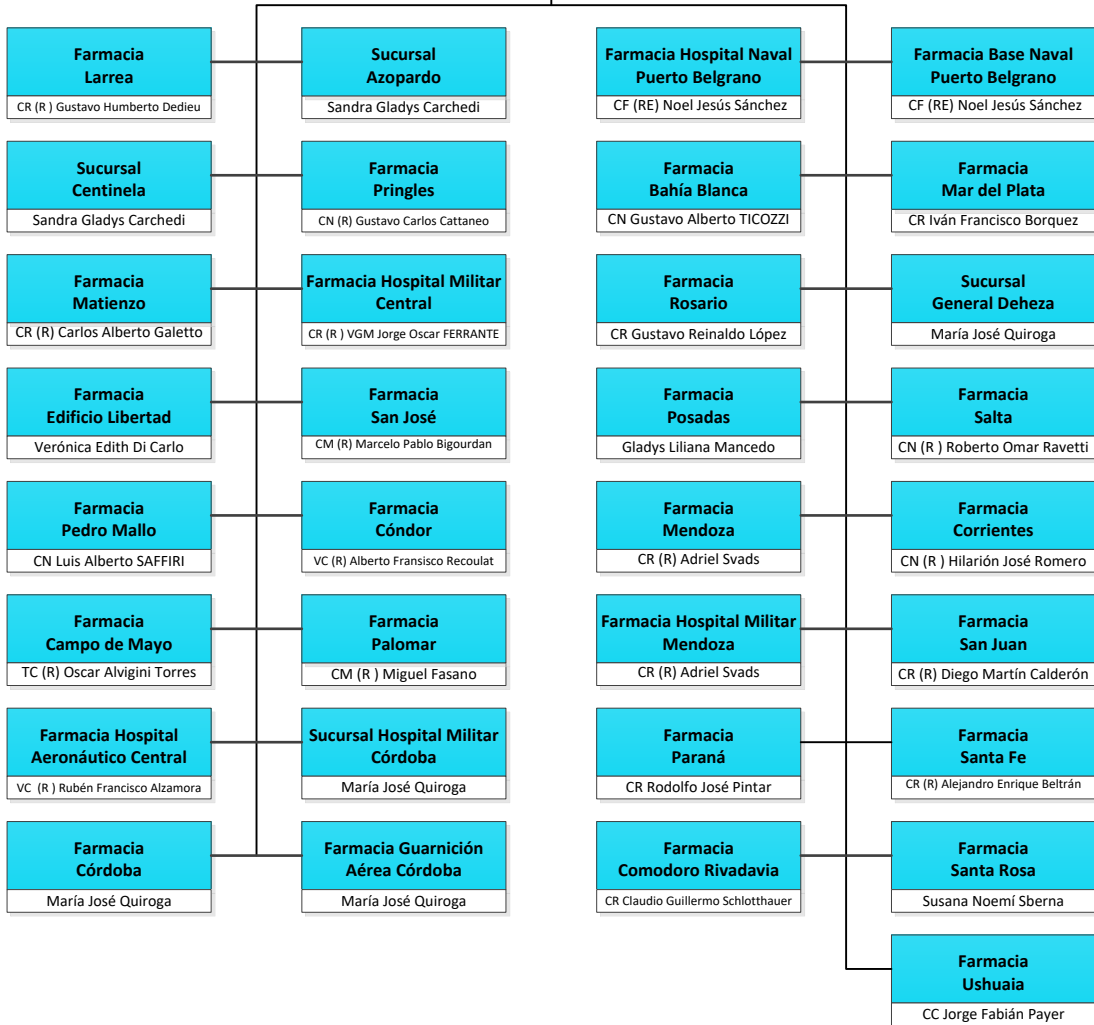 Farmacia
Larrea
CR (R ) Gustavo Humberto Dedieu
Sucursal
Azopardo
Sandra Gladys Carchedi
Farmacia Hospital Naval
Puerto Belgrano
CF (RE) Noel Jesús Sánchez
Farmacia Base Naval
Puerto Belgrano
CF (RE) Noel Jesús Sánchez
Sucursal
Centinela
Sandra Gladys Carchedi
Farmacia
Pringles
CN (R ) Gustavo Carlos Cattaneo
Farmacia
Bahía Blanca
CN Gustavo Alberto TICOZZI
Farmacia
Mar del Plata
CR Iván Francisco Borquez
Farmacia
Matienzo
CR (R) Carlos Alberto Galetto
Farmacia Hospital Militar
Central
CR (R ) VGM Jorge Oscar FERRANTE
Farmacia
Rosario
CR Gustavo Reinaldo López
Sucursal
General Deheza
María José Quiroga
Farmacia
Edificio Libertad
Verónica Edith Di Carlo
Farmacia
San José
CM (R ) Marcelo Pablo Bigourdan
Farmacia
Posadas
Gladys Liliana Mancedo
Farmacia
Salta
CN (R ) Roberto Omar Ravetti
Farmacia
Pedro Mallo
CN Luis Alberto SAFFIRI
Farmacia
Cóndor
VC (R) Alberto Fransisco Recoulat
Farmacia
Mendoza
CR (R) Adriel Svads
Farmacia
Corrientes
CN (R ) Hilarión José Romero
Farmacia
Campo de Mayo
TC (R) Oscar Alvigini Torres
Farmacia
Palomar
CM (R ) Miguel Fasano
Farmacia Hospital Militar
Mendoza
CR (R) Adriel Svads
Farmacia
San Juan
CR (R) Diego Martín Calderón
Farmacia Hospital
Aeronáutico Central
VC  (R ) Rubén Francisco Alzamora
Sucursal Hospital Militar
Córdoba
María José Quiroga
Farmacia
Paraná
CR Rodolfo José Pintar
Farmacia
Santa Fe
CR (R) Alejandro Enrique Beltrán
Farmacia
Córdoba
María José Quiroga
Farmacia Guarnición
Aérea Córdoba
María José Quiroga
Farmacia
Comodoro Rivadavia
CR Claudio Guillermo Schlotthauer
Farmacia
Santa Rosa
Susana Noemí Sberna
Farmacia
Ushuaia
CC Jorge Fabián Payer